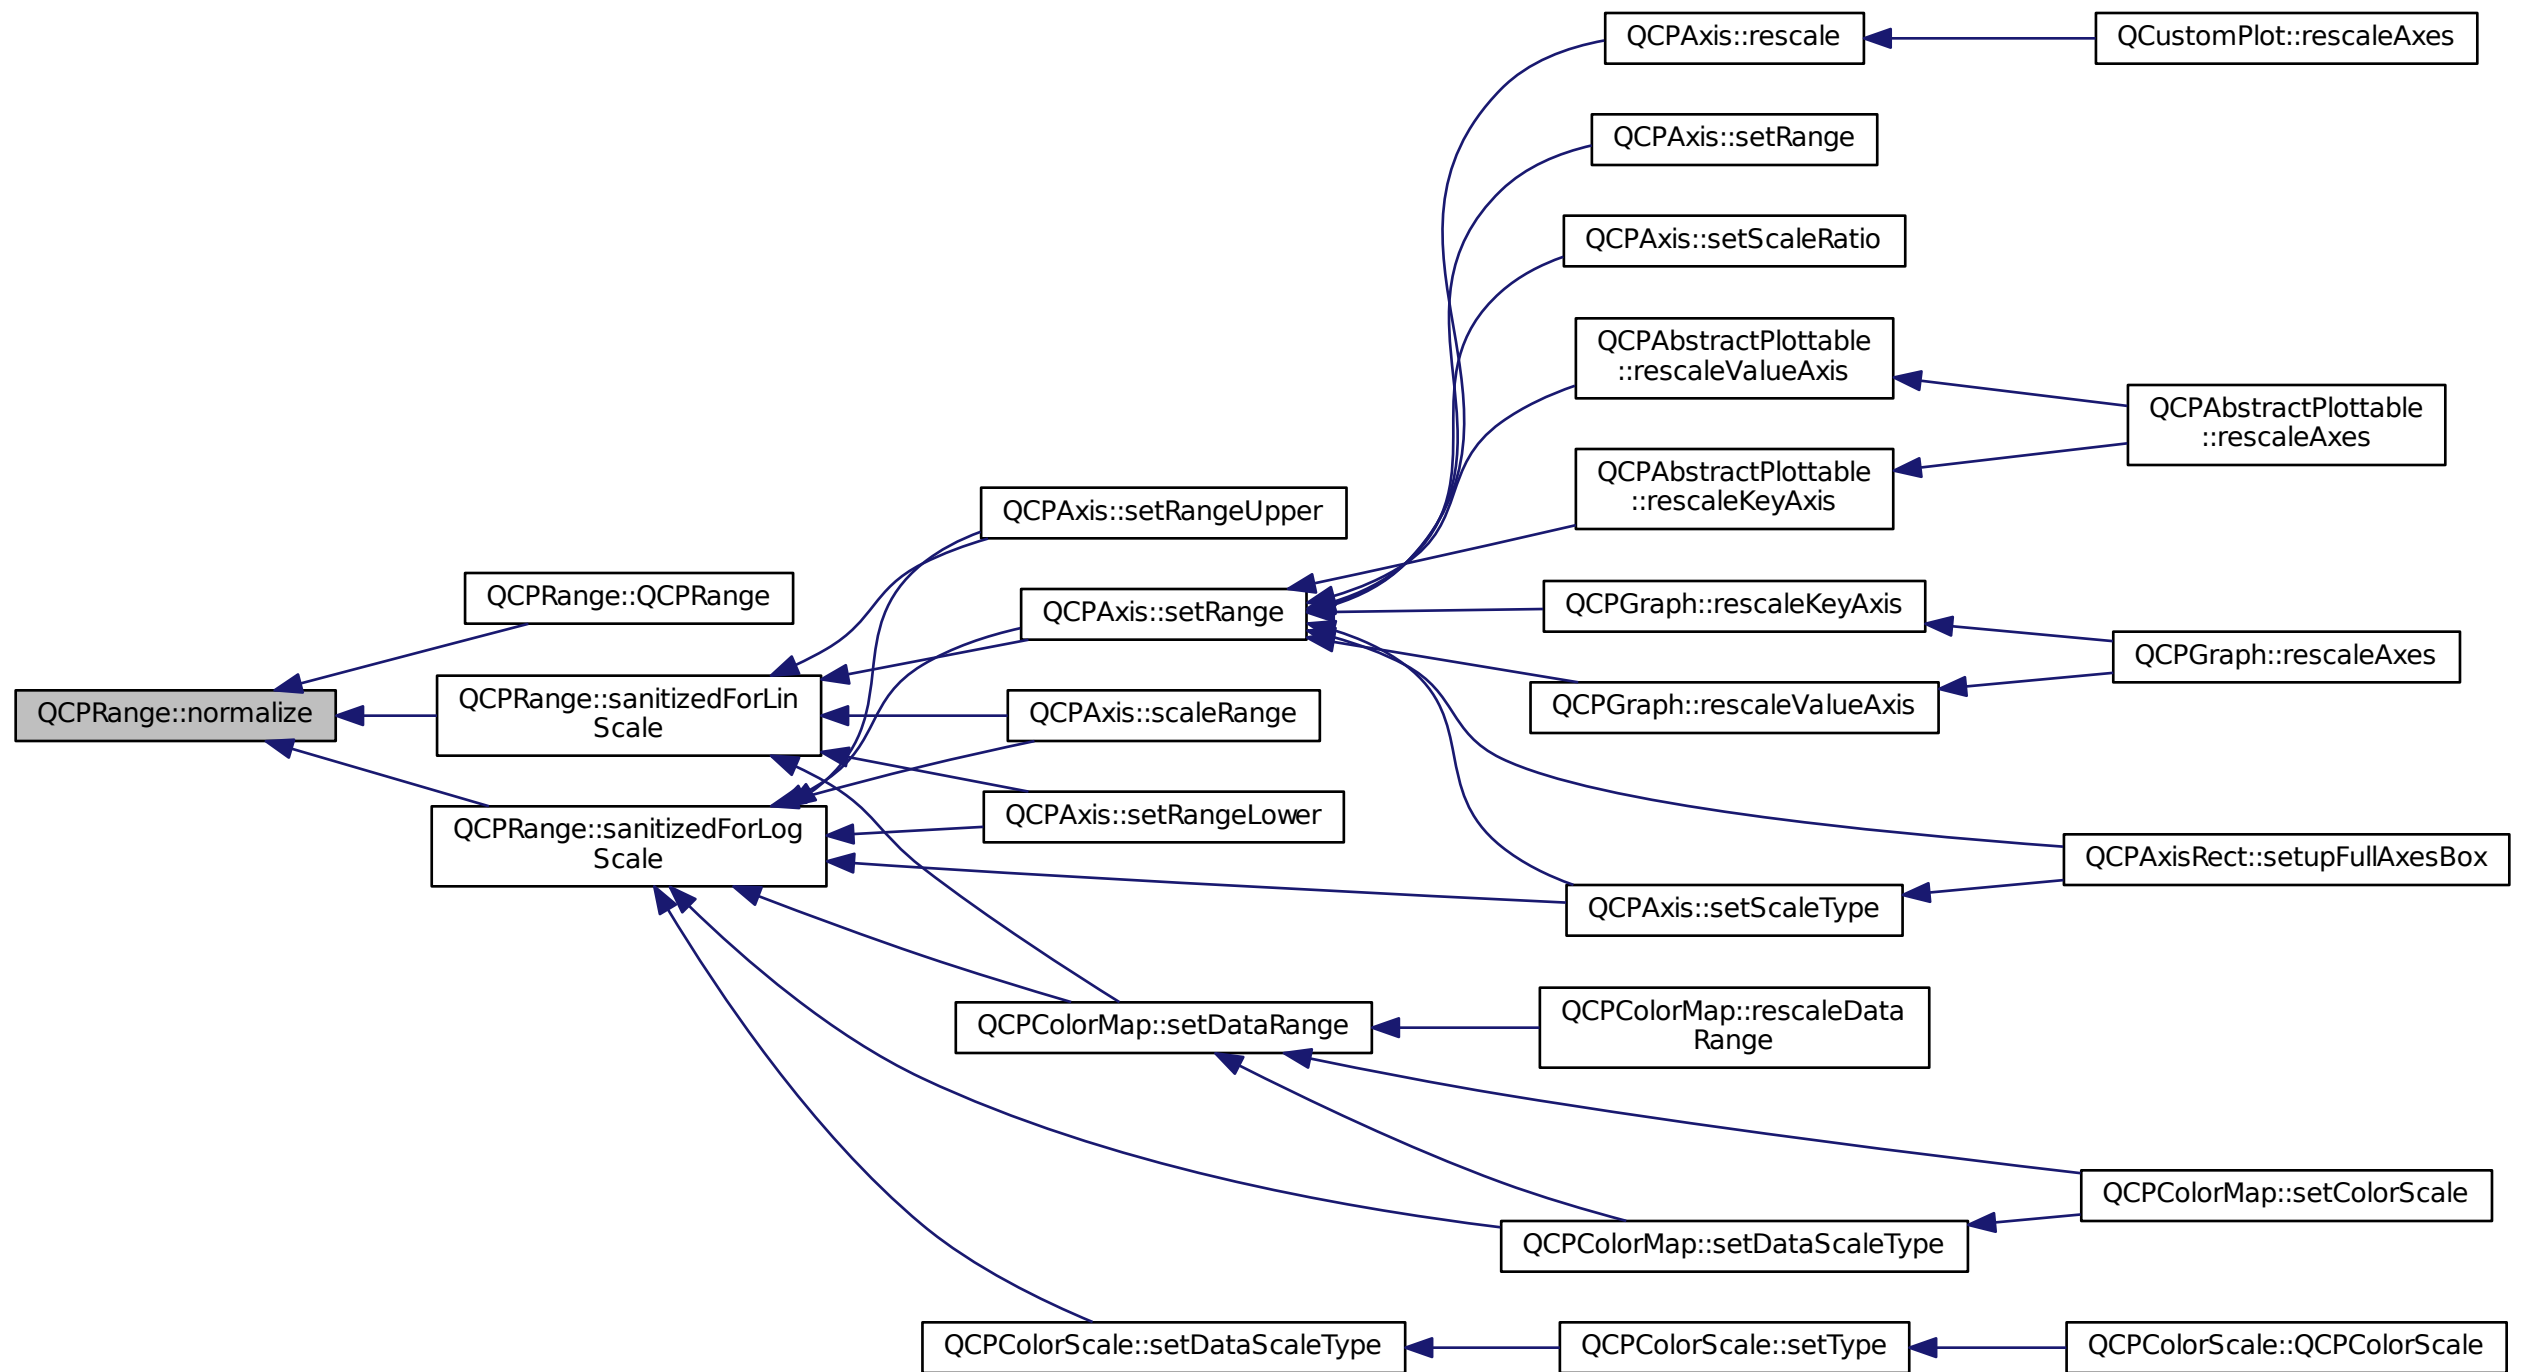 QCPAxis::rescale
QCustomPlot::rescaleAxes
QCPAxis::setRange
QCPAxis::setScaleRatio
QCPAbstractPlottable
::rescaleValueAxis
QCPAbstractPlottable
::rescaleAxes
QCPAbstractPlottable
::rescaleKeyAxis
QCPAxis::setRangeUpper
QCPRange::QCPRange
QCPAxis::setRange
QCPGraph::rescaleKeyAxis
QCPGraph::rescaleAxes
QCPRange::normalize
QCPRange::sanitizedForLin
Scale
QCPAxis::scaleRange
QCPGraph::rescaleValueAxis
QCPRange::sanitizedForLog
Scale
QCPAxis::setRangeLower
QCPAxisRect::setupFullAxesBox
QCPAxis::setScaleType
QCPColorMap::setDataRange
QCPColorMap::rescaleData
Range
QCPColorMap::setColorScale
QCPColorMap::setDataScaleType
QCPColorScale::setDataScaleType
QCPColorScale::setType
QCPColorScale::QCPColorScale